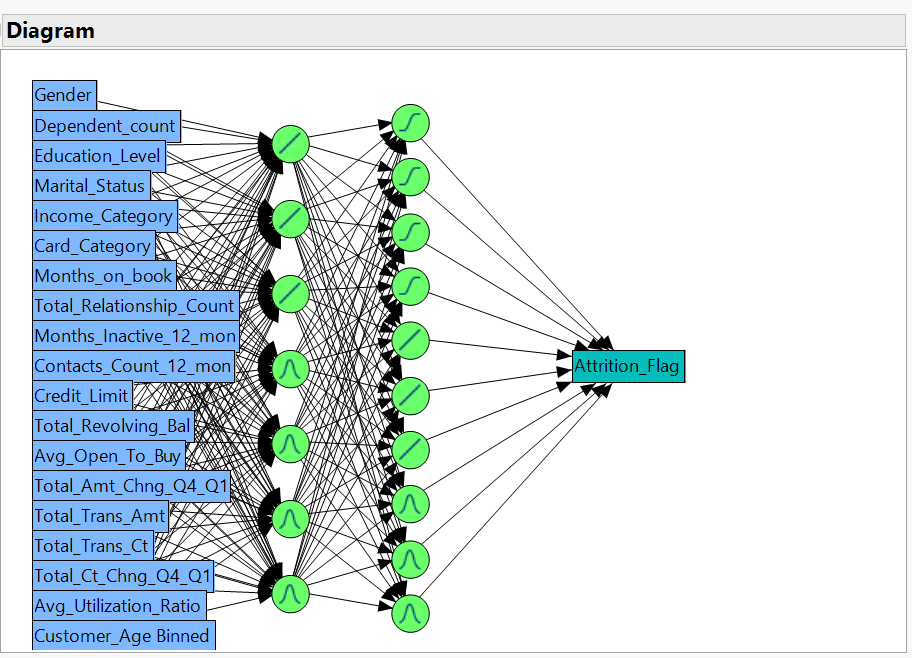 Diagram
Gender
Dependent_count
Education_Level
Marital_Status
Income_Category
Card_Category
Months_on_book
Total_Relationship_Count
Months_Inactive_12_mon
Contacts_Count_12_mon
Credit_Limit
Total_Revolving_Bal
Avg_Open_To_Buy
Total_Amt_Chng_Q4_Q1
Total_Trans_Amt
Total_Trans_Ct
Total_Ct_Chng_Q4_Q1
Avg_Utilization_Ratio
Customer_Age Binned
Attrition_Flag